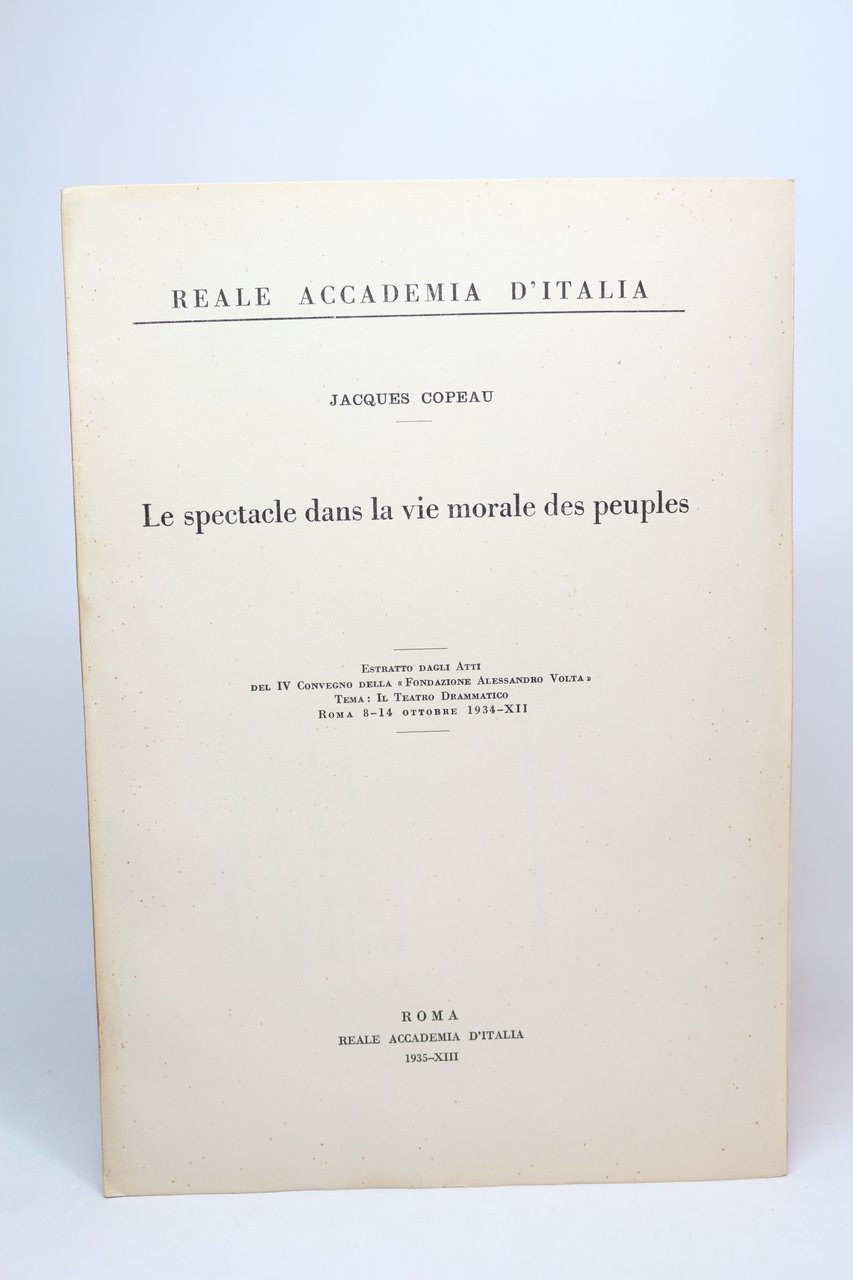 REALE ACCADEMIA D'ITALIA
JACQUES COPEAU
Le spectacle dans la vie morale des peuples
ESTRATTO DAGLI ATTI
DEL IV CONVEGNO DELLA « FONDAZIONE ALESSANDRO VOLTA »
TEMA: IL TEATRO DRAMMATICO
ROMA 8-14 OTTOBRE 1934-XII
ROMA
REALE ACCADEMIA D'ITALIA
1935-XIII